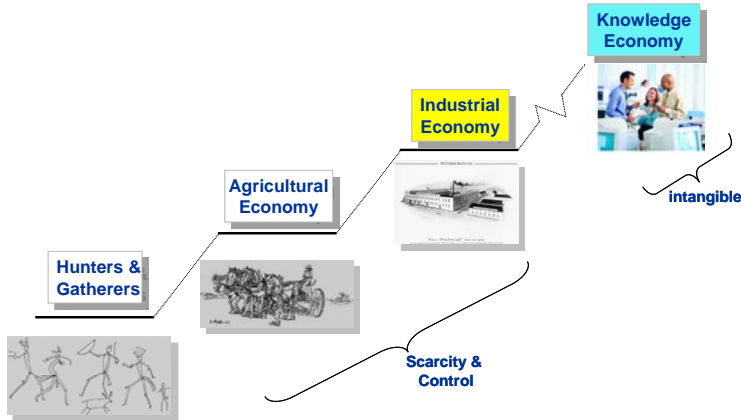 Knowledge
Economy
Industrial
Economy
Agricultural
Economy
Hunters &
Gatherers
intangible
Scarcity &
Control